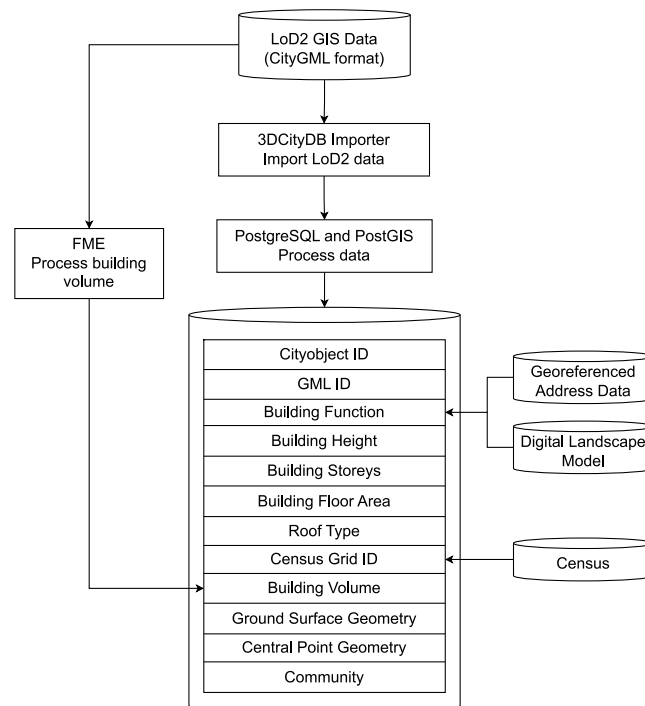 LoD2 GIS Data
(CityGML format)
3DCityDB Importer
Import LoD2 data
FME
Process building
volume
PostgreSQL and PostGIS
Process data
Cityobject ID
GML ID
Building Function
Building Height
Building Storeys
Building Floor Area
Roof Type
Census Grid ID
Building Volume
Ground Surface Geometry
Central Point Geometry
Community
Georeferenced
Address Data
Digital Landscape
Model
Census